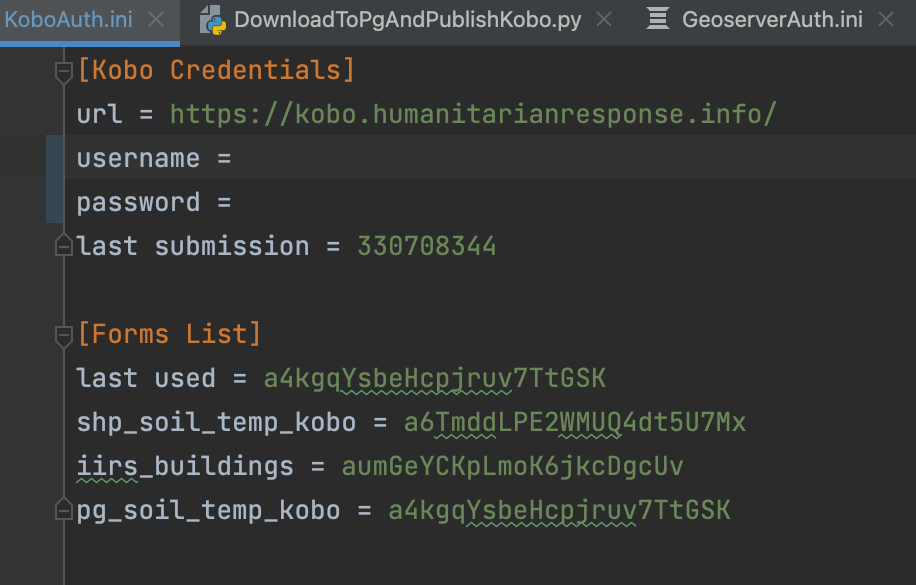 KoboAuth.ini DownloadToPgAndPublishKobo.py GeoserverAuth.ini
[Kobo Credentials]
url = https://kobo.humanitarianresponse.info/
username =
password =
last submission = 330708344
[Forms List]
last used = a4kgqYsbeHcpjruv7TtGSK
shp_soil_temp_kobo = a6TmddLPE2WMUQ4dt5U7Mx
iirs_buildings = aumGeYCKpLmoK6jkcDgcUv
pg_soil_temp_kobo = a4kgqYsbeHcpjruv7TtGSK